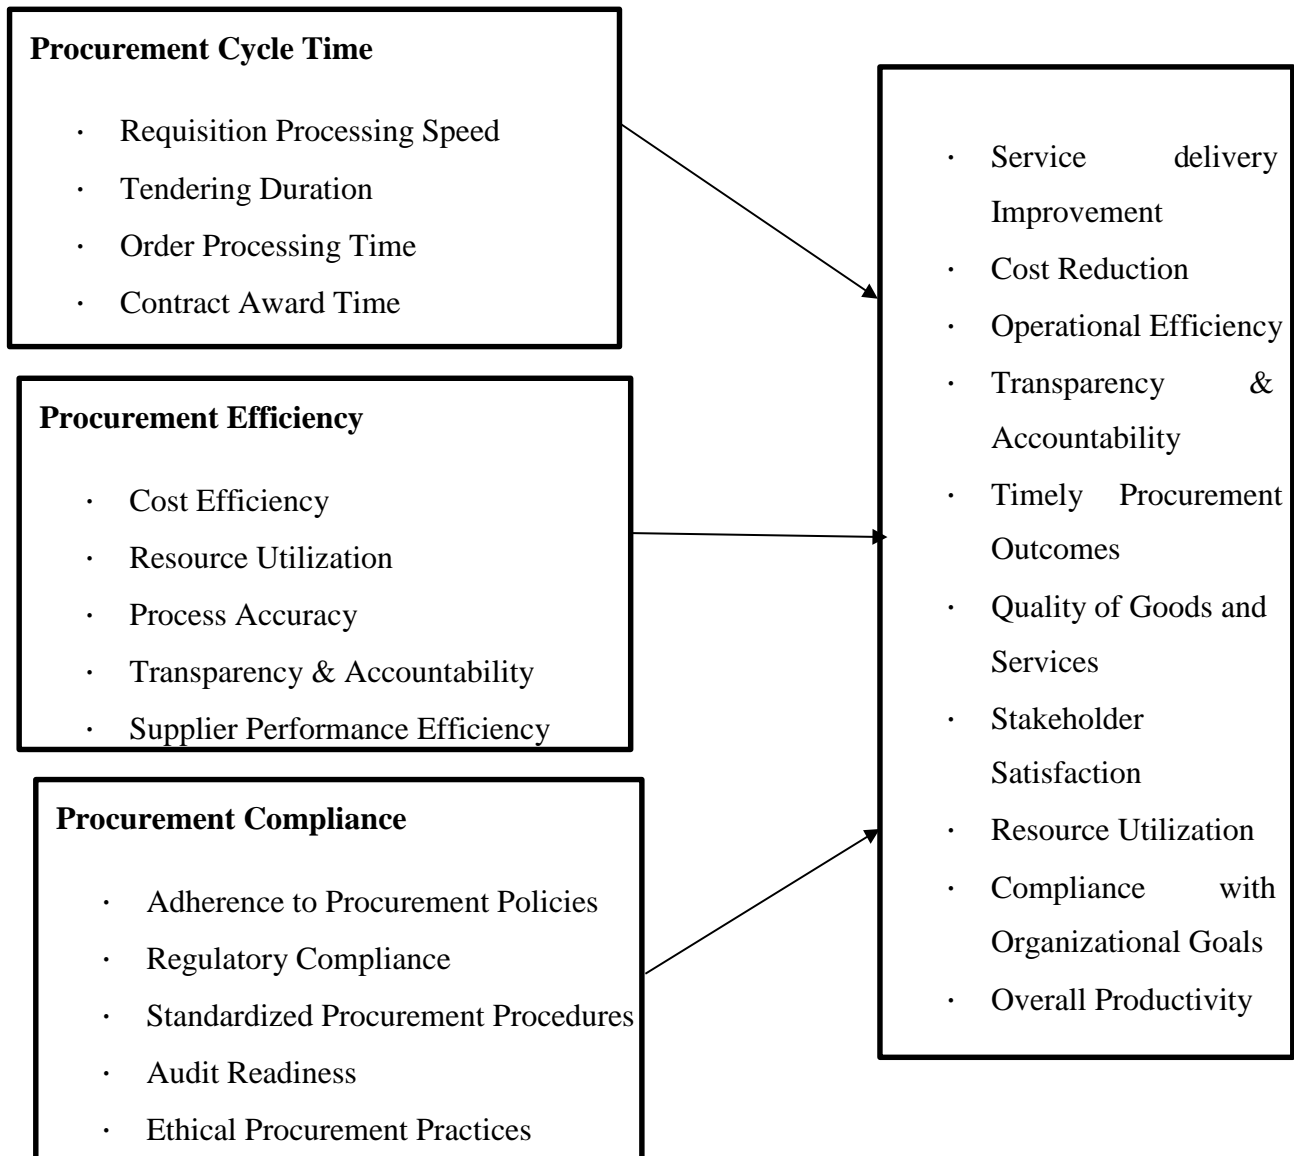 Procurement Cycle Time
· Requisition Processing Speed
· Tendering Duration
· Order Processing Time
· Contract Award Time
Procurement Efficiency
· Cost Efficiency
· Resource Utilization
· Process Accuracy
· Transparency & Accountability
· Supplier Performance Efficiency
Procurement Compliance
· Adherence to Procurement Policies
· Regulatory Compliance
· Standardized Procurement Procedures
· Audit Readiness
· Ethical Procurement Practices
· Service delivery
Improvement
· Cost Reduction
· Operational Efficiency
· Transparency &
Accountability
· Timely Procurement
Outcomes
· Quality of Goods and
Services
· Stakeholder
Satisfaction
· Resource Utilization
· Compliance with
Organizational Goals
· Overall Productivity